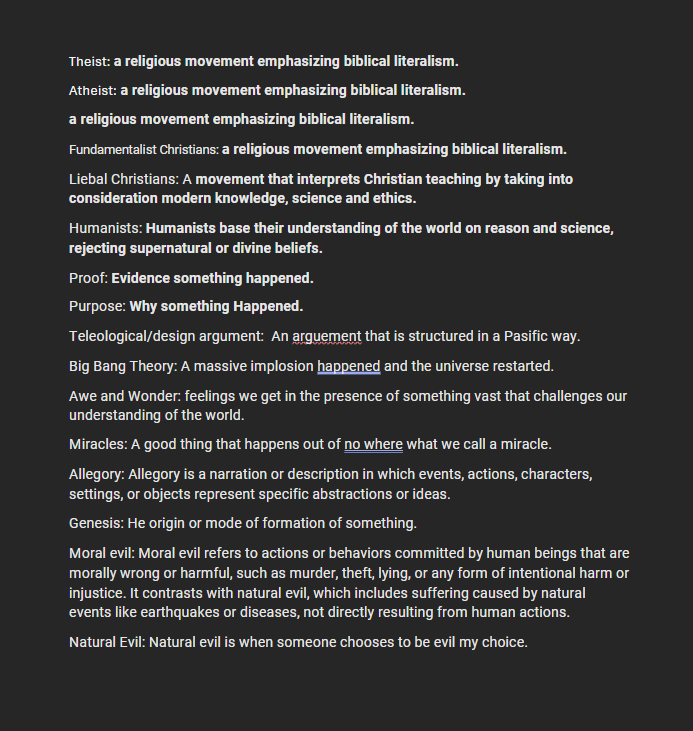 Theist: a religious movement emphasizing biblical literalism.
Atheist: a religious movement emphasizing biblical literalism.
a religious movement emphasizing biblical literalism.
Fundamentalist Christians: a religious movement emphasizing biblical literalism.
Liebal Christians: A movement that interprets Christian teaching by taking into
consideration modern knowledge, science and ethics.
Humanists: Humanists base their understanding of the world on reason and science,
rejecting supernatural or divine beliefs.
Proof: Evidence something happened.
Purpose: Why something Happened.
Teleological/design argument:  An arguement that is structured in a Pasific way.
Big Bang Theory: A massive implosion happened and the universe restarted.
Awe and Wonder: feelings we get in the presence of something vast that challenges our
understanding of the world.
Miracles: A good thing that happens out of no where what we call a miracle.
Allegory: Allegory is a narration or description in which events, actions, characters,
settings, or objects represent specific abstractions or ideas.
Genesis: He origin or mode of formation of something.
Moral evil: Moral evil refers to actions or behaviors committed by human beings that are
morally wrong or harmful, such as murder, theft, lying, or any form of intentional harm or
injustice. It contrasts with natural evil, which includes suffering caused by natural
events like earthquakes or diseases, not directly resulting from human actions.
Natural Evil: Natural evil is when someone chooses to be evil my choice.